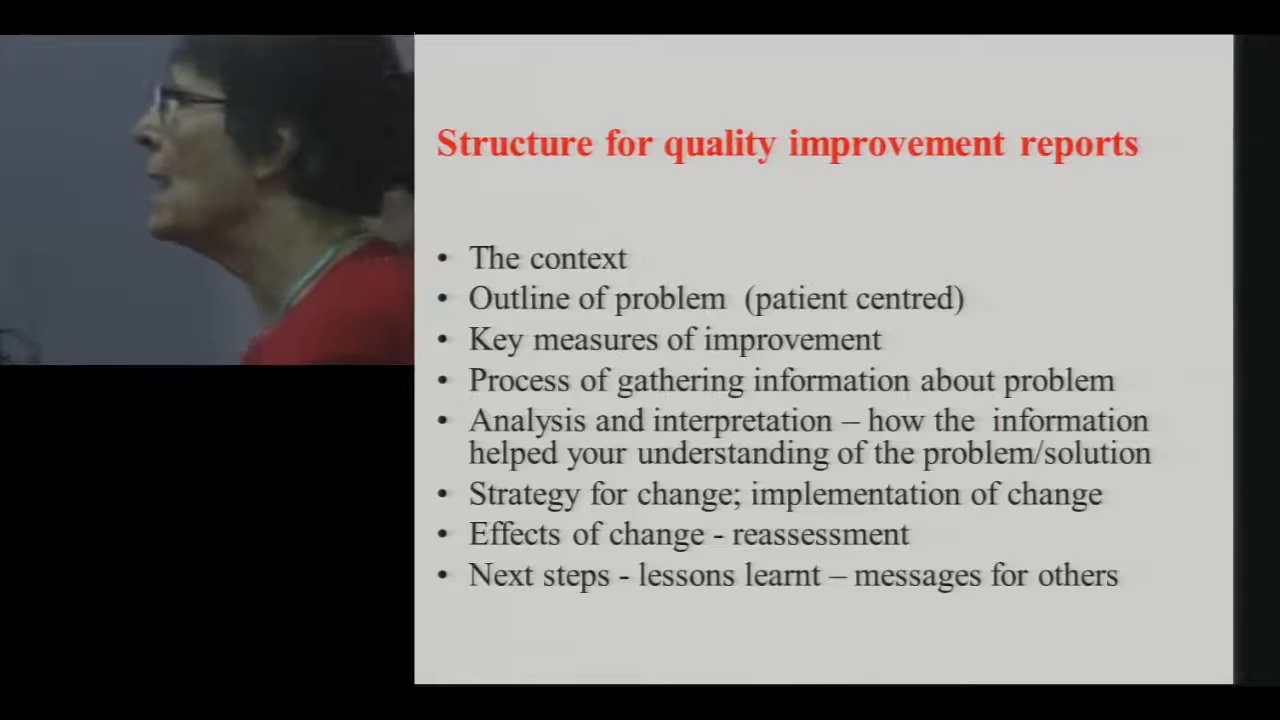 Structure for quality improvement reports
• The context
• Outline of problem (patient centred)
• Key measures of improvement
• Process of gathering information about problem
• Analysis and interpretation – how the information
helped your understanding of the problem/solution
• Strategy for change; implementation of change
• Effects of change - reassessment
• Next steps - lessons learnt – messages for others